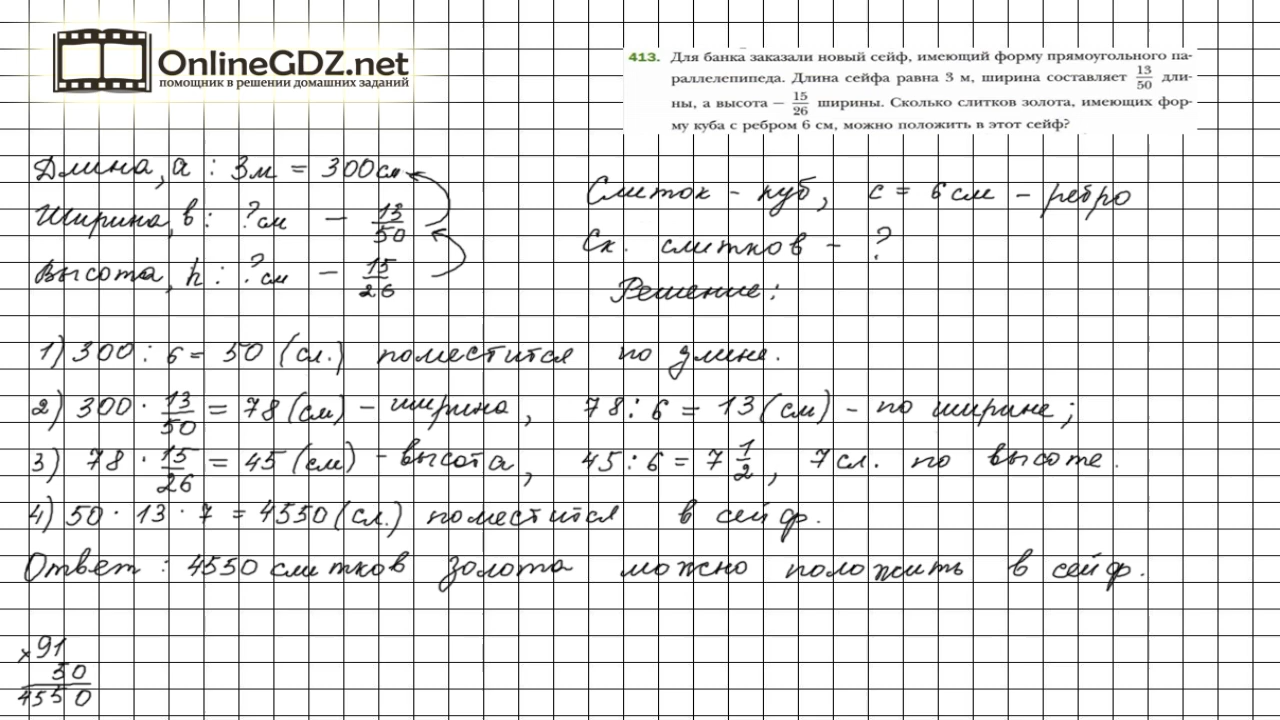 OnlineGDZ.net
помощник в решении домашних заданий
413. Для банка заказали новый сейф, имеющий форму прямоугольного па-
раллелепипеда. Длина сейфа равна 3 м, ширина составляет 13/50 дли-
ны, а высота — 15/26 ширины. Сколько слитков золота, имеющих фор-
му куба с ребром 6 см, можно положить в этот сейф?
Длина, a : 3м = 300см
Ширина, в : ? см — 13/50
Высота, h : ? см — 15/26
Слиток - куб, c = 6 см - ребро
Ск. слитков - ?
Решение:
1) 300 : 6 = 50 (сл.) поместится по длине.
2) 300 · 13/50 = 78 (см) - ширина, 78 : 6 = 13 (см) - по ширине;
3) 78 · 15/26 = 45 (см) - высота, 45 : 6 = 7 1/2, 7 сл. по высоте.
4) 50 · 13 · 7 = 4550 (сл.) поместится в сейф.
Ответ : 4550 слитков золота можно положить в сейф.
× 91
50
4550